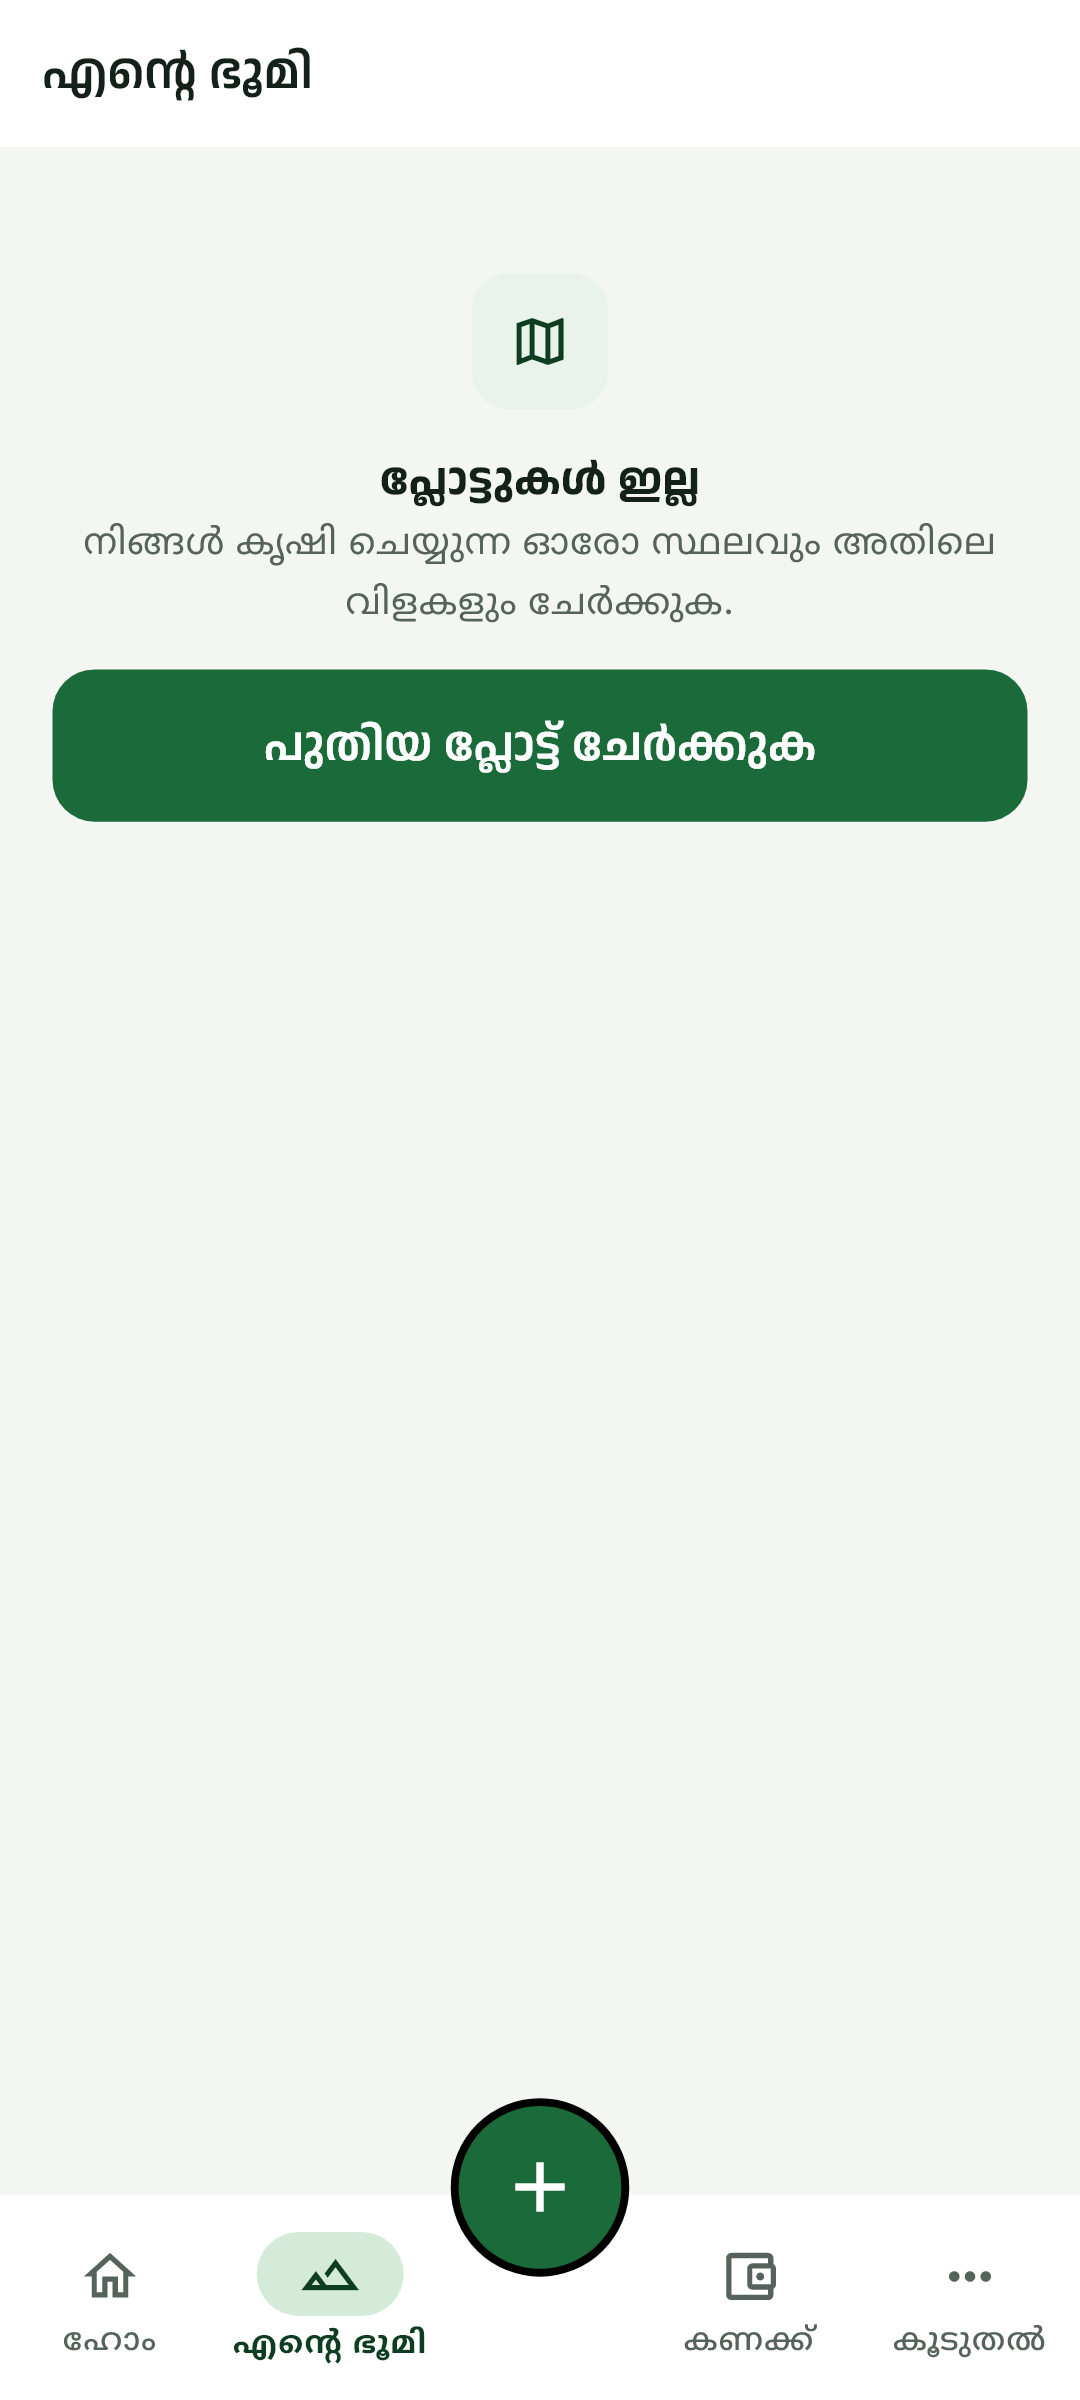 എന്റെ ഭൂമി
പ്ലോട്ടുകൾ ഇല്ല
നിങ്ങൾ കൃഷി ചെയ്യുന്ന ഓരോ സ്ഥലവും അതിലെ
വിളകളും ചേർക്കുക.
പുതിയ പ്ലോട്ട് ചേർക്കുക
ഹോം
എന്റെ ഭൂമി
കണക്ക്
കൂടുതൽ